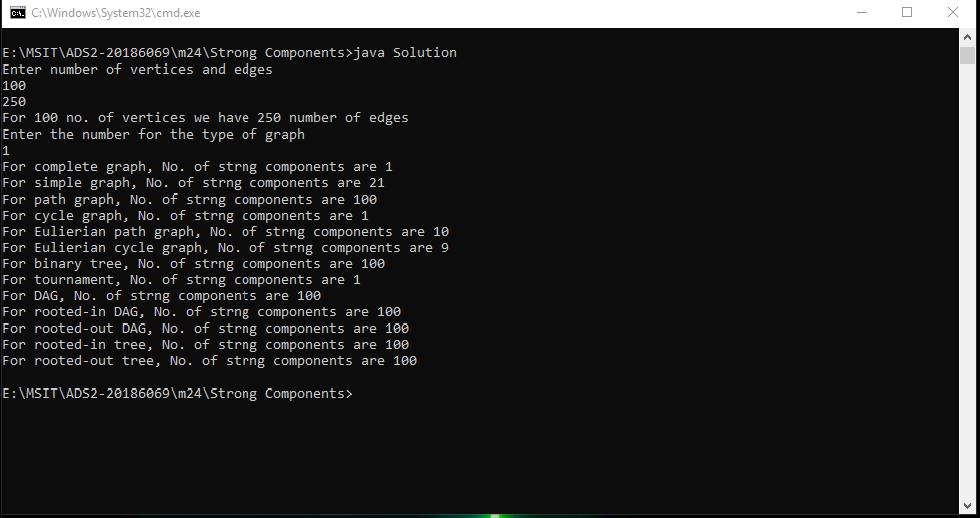 C:\Windows\System32\cmd.exe
E:\MSIT\ADS2-20186069\m24\Strong Components>java Solution
Enter number of vertices and edges
100
250
For 100 no. of vertices we have 250 number of edges
Enter the number for the type of graph
1
For complete graph, No. of strng components are 1
For simple graph, No. of strng components are 21
For path graph, No. of strng components are 100
For cycle graph, No. of strng components are 1
For Eulierian path graph, No. of strng components are 10
For Eulierian cycle graph, No. of strng components are 9
For binary tree, No. of strng components are 100
For tournament, No. of strng components are 1
For DAG, No. of strng components are 100
For rooted-in DAG, No. of strng components are 100
For rooted-out DAG, No. of strng components are 100
For rooted-in tree, No. of strng components are 100
For rooted-out tree, No. of strng components are 100
E:\MSIT\ADS2-20186069\m24\Strong Components>